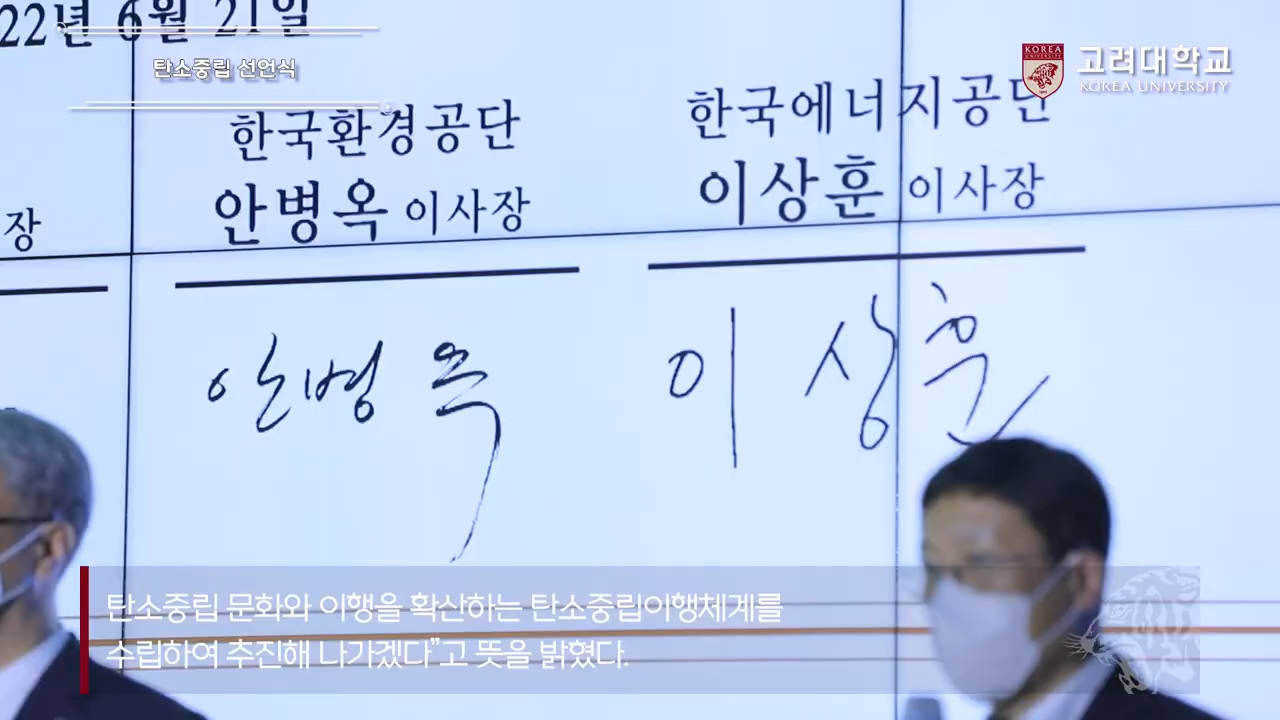 22년 6월 21일
탄소중립 선언식
KOREA
UNIVERSITY
고려대학교
KOREA UNIVERSITY
장
한국환경공단
안병옥 이사장
한국에너지공단
이상훈 이사장
안병옥
이상훈
탄소중립 문화와 이행을 확산하는 탄소중립이행체계를
수립하여 추진해 나가겠다”고 뜻을 밝혔다.